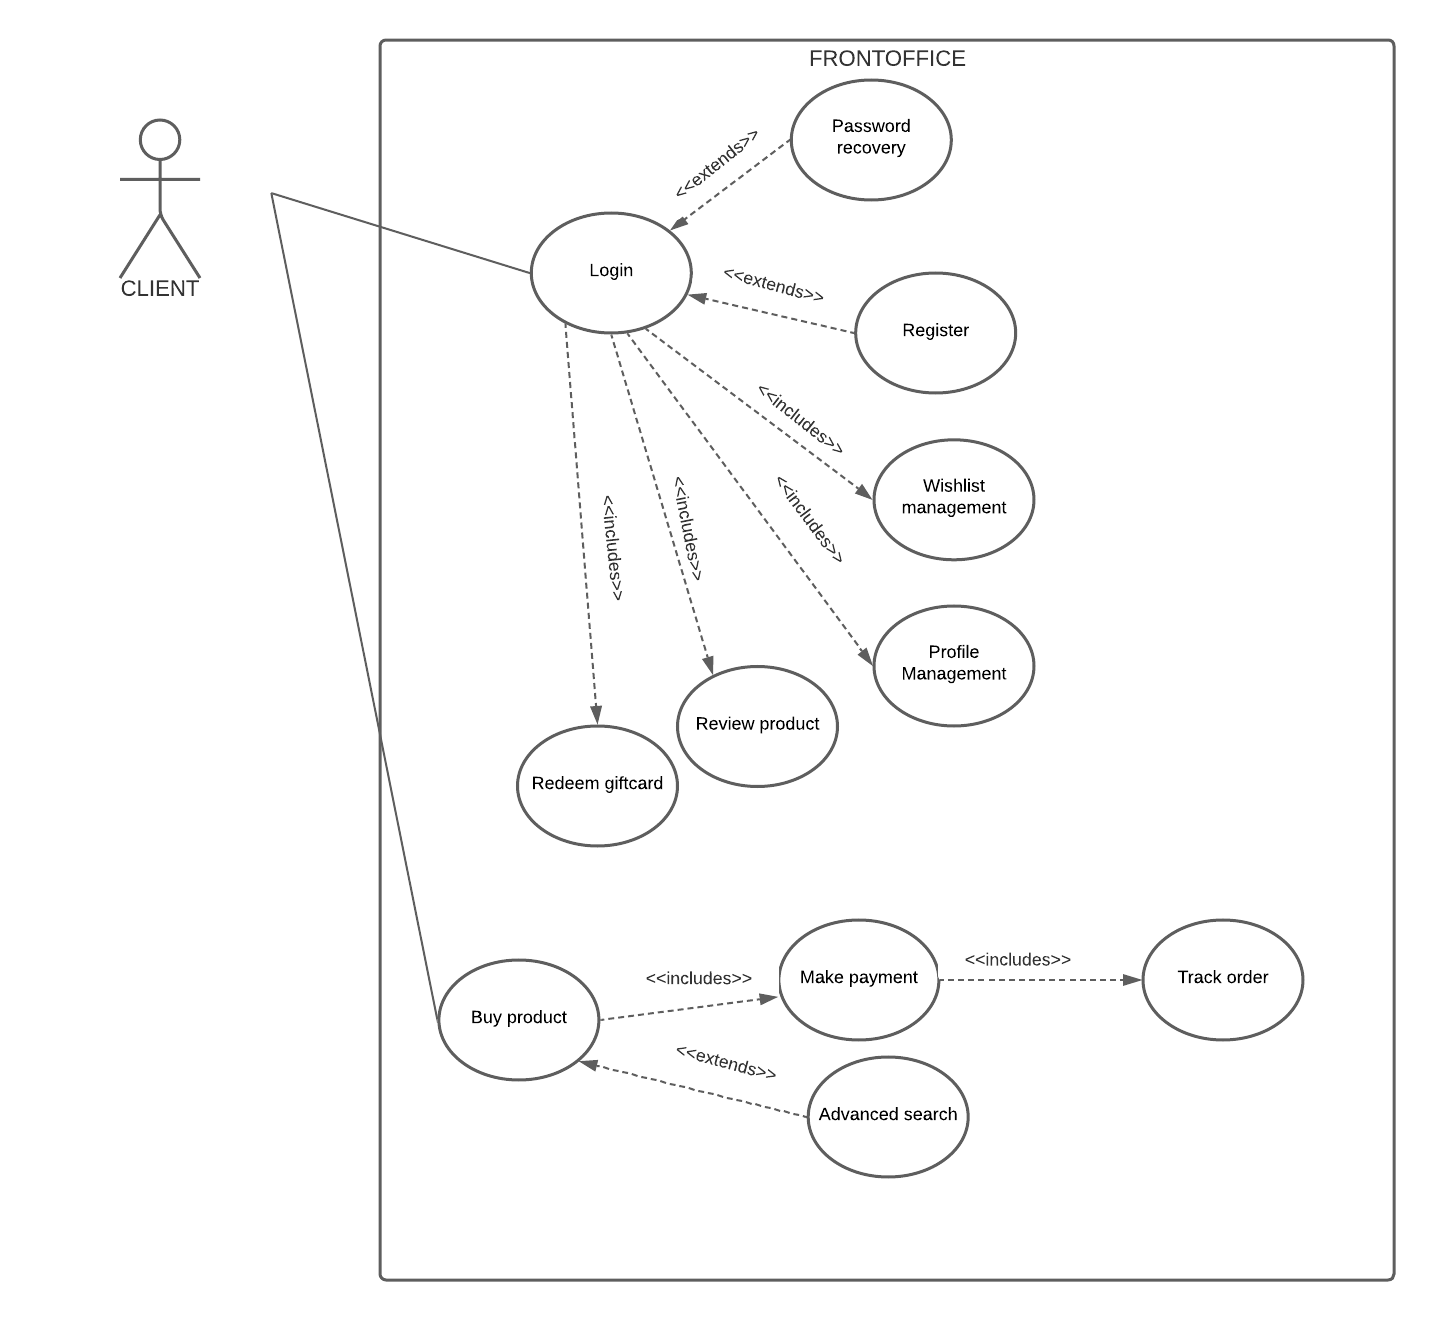 FRONTOFFICE
Password
recovery
<<extends>>
CLIENT
Login
<<extends>>
Register
<<includes>>
Wishlist
management
<<includes>>
<<includes>>
<<includes>>
Profile
Management
Review product
Redeem giftcard
<<includes>>
Make payment
<<includes>>
Track order
Buy product
<<extends>>
Advanced search